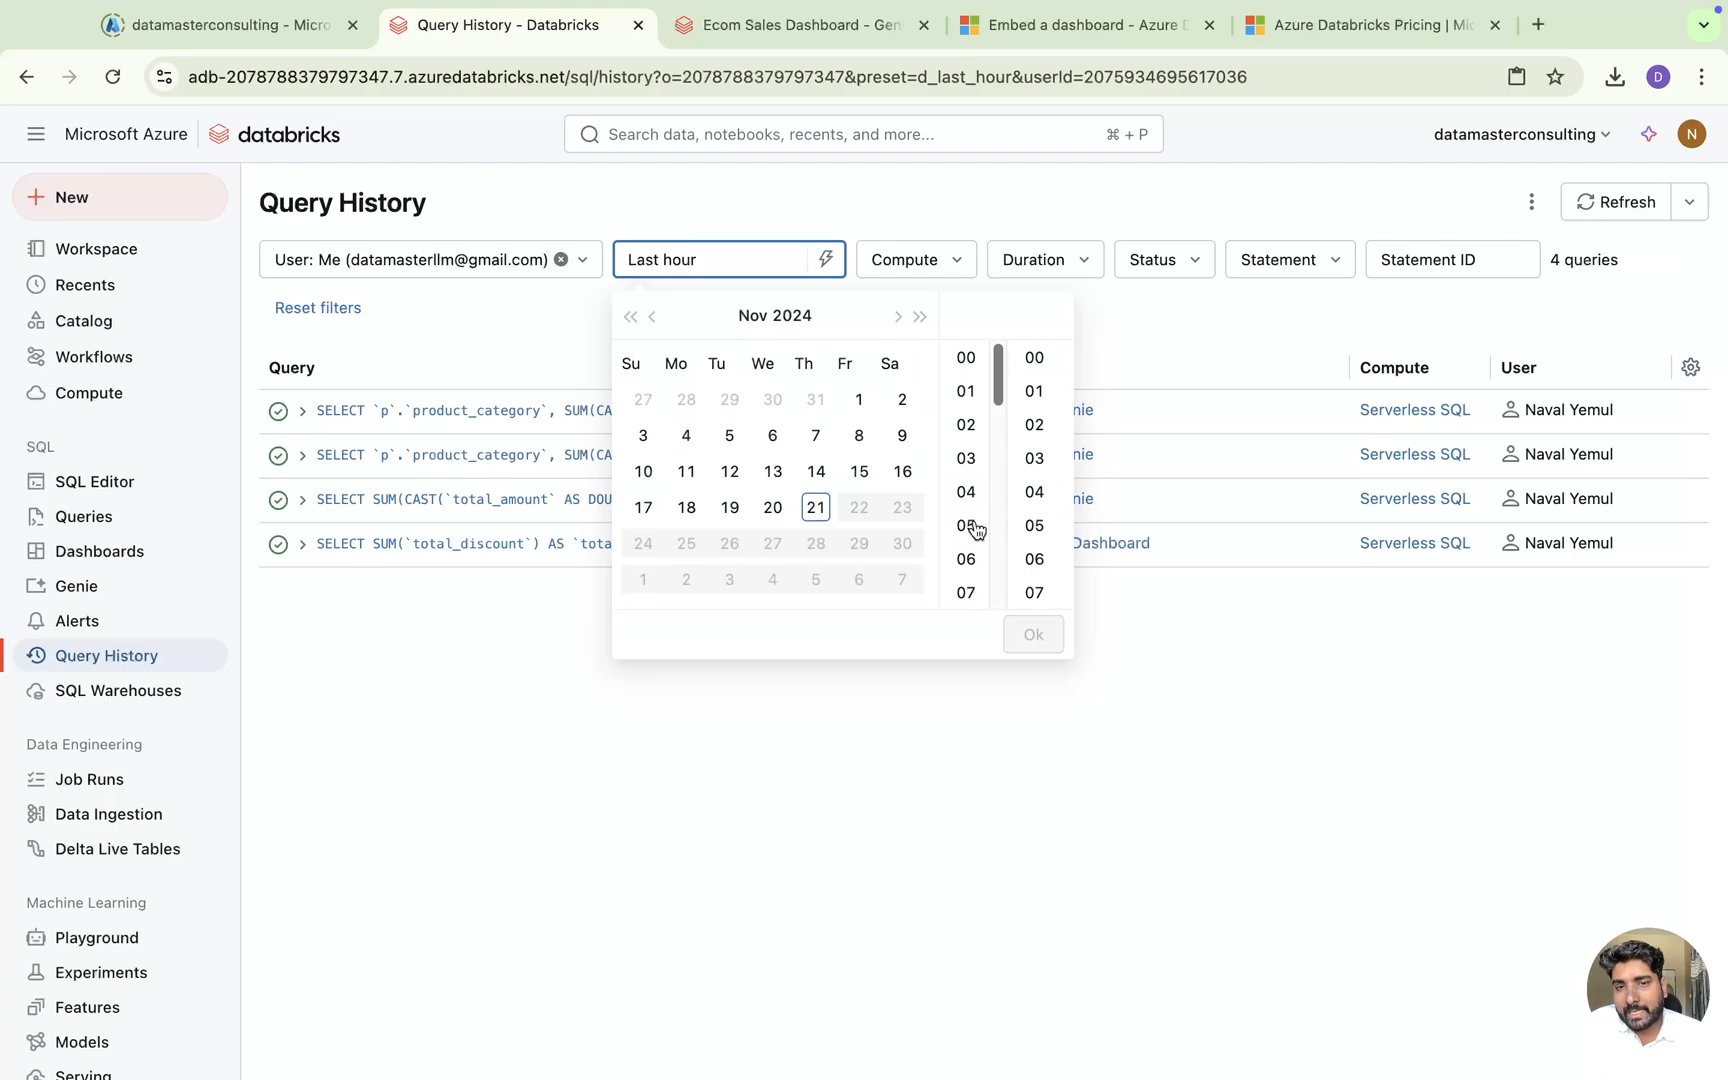 datamasterconsulting - Micro
Query History - Databricks
Ecom Sales Dashboard - Gen
Embed a dashboard - Azure D
Azure Databricks Pricing | Mic
adb-2078788379797347.7.azuredatabricks.net/sql/history?o=2078788379797347&preset=d_last_hour&userId=2075934695617036
D
Microsoft Azure
databricks
Search data, notebooks, recents, and more...
⌘ + P
datamasterconsulting
N
New
Workspace
Recents
Catalog
Workflows
Compute
SQL
SQL Editor
Queries
Dashboards
Genie
Alerts
Query History
SQL Warehouses
Data Engineering
Job Runs
Data Ingestion
Delta Live Tables
Machine Learning
Playground
Experiments
Features
Models
Serving
Query History
Refresh
User: Me (datamasterllm@gmail.com)
Last hour
Compute
Duration
Status
Statement
Statement ID
4 queries
Reset filters
Query
Compute
User
SELECT `p`.`product_category`, SUM(CA
nie
Serverless SQL
Naval Yemul
SELECT `p`.`product_category`, SUM(CA
nie
Serverless SQL
Naval Yemul
SELECT SUM(CAST(`total_amount` AS DOU
nie
Serverless SQL
Naval Yemul
SELECT SUM(`total_discount`) AS `tota
Dashboard
Serverless SQL
Naval Yemul
Nov 2024
Su Mo Tu We Th Fr Sa
27 28 29 30 31 1 2
3 4 5 6 7 8 9
10 11 12 13 14 15 16
17 18 19 20 21 22 23
24 25 26 27 28 29 30
1 2 3 4 5 6 7
00 00
01 01
02 02
03 03
04 04
05 05
06 06
07 07
Ok